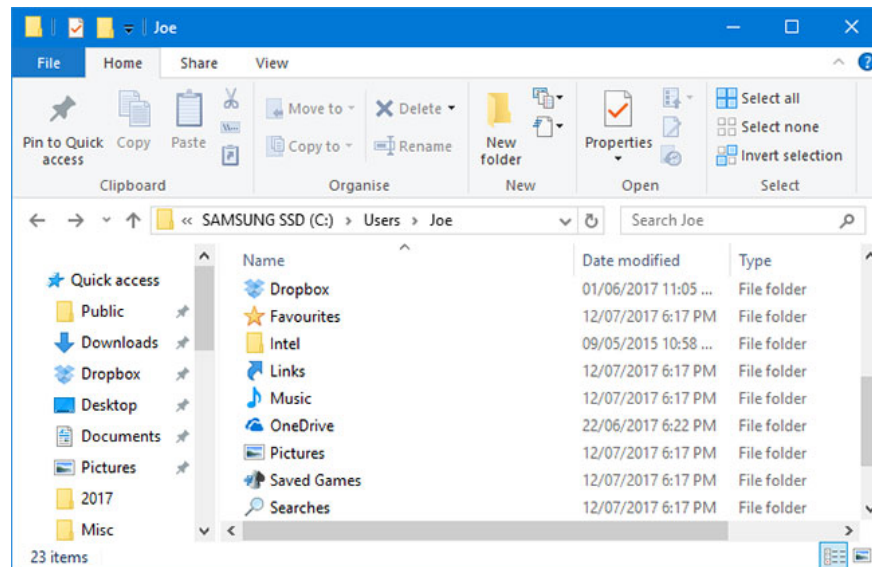 Joe
File Home Share View
Pin to Quick access Copy Paste
Clipboard
Move to Delete
Copy to Rename
Organise
New folder
New
Properties
Open
Select all
Select none
Invert selection
Select
« SAMSUNG SSD (C:) > Users > Joe
Search Joe
Quick access
Public
Downloads
Dropbox
Desktop
Documents
Pictures
2017
Misc
Name Date modified Type
Dropbox 01/06/2017 11:05 ... File folder
Favourites 12/07/2017 6:17 PM File folder
Intel 09/05/2015 10:58 ... File folder
Links 12/07/2017 6:17 PM File folder
Music 12/07/2017 6:17 PM File folder
OneDrive 22/06/2017 6:22 PM File folder
Pictures 12/07/2017 6:17 PM File folder
Saved Games 12/07/2017 6:17 PM File folder
Searches 12/07/2017 6:17 PM File folder
23 items